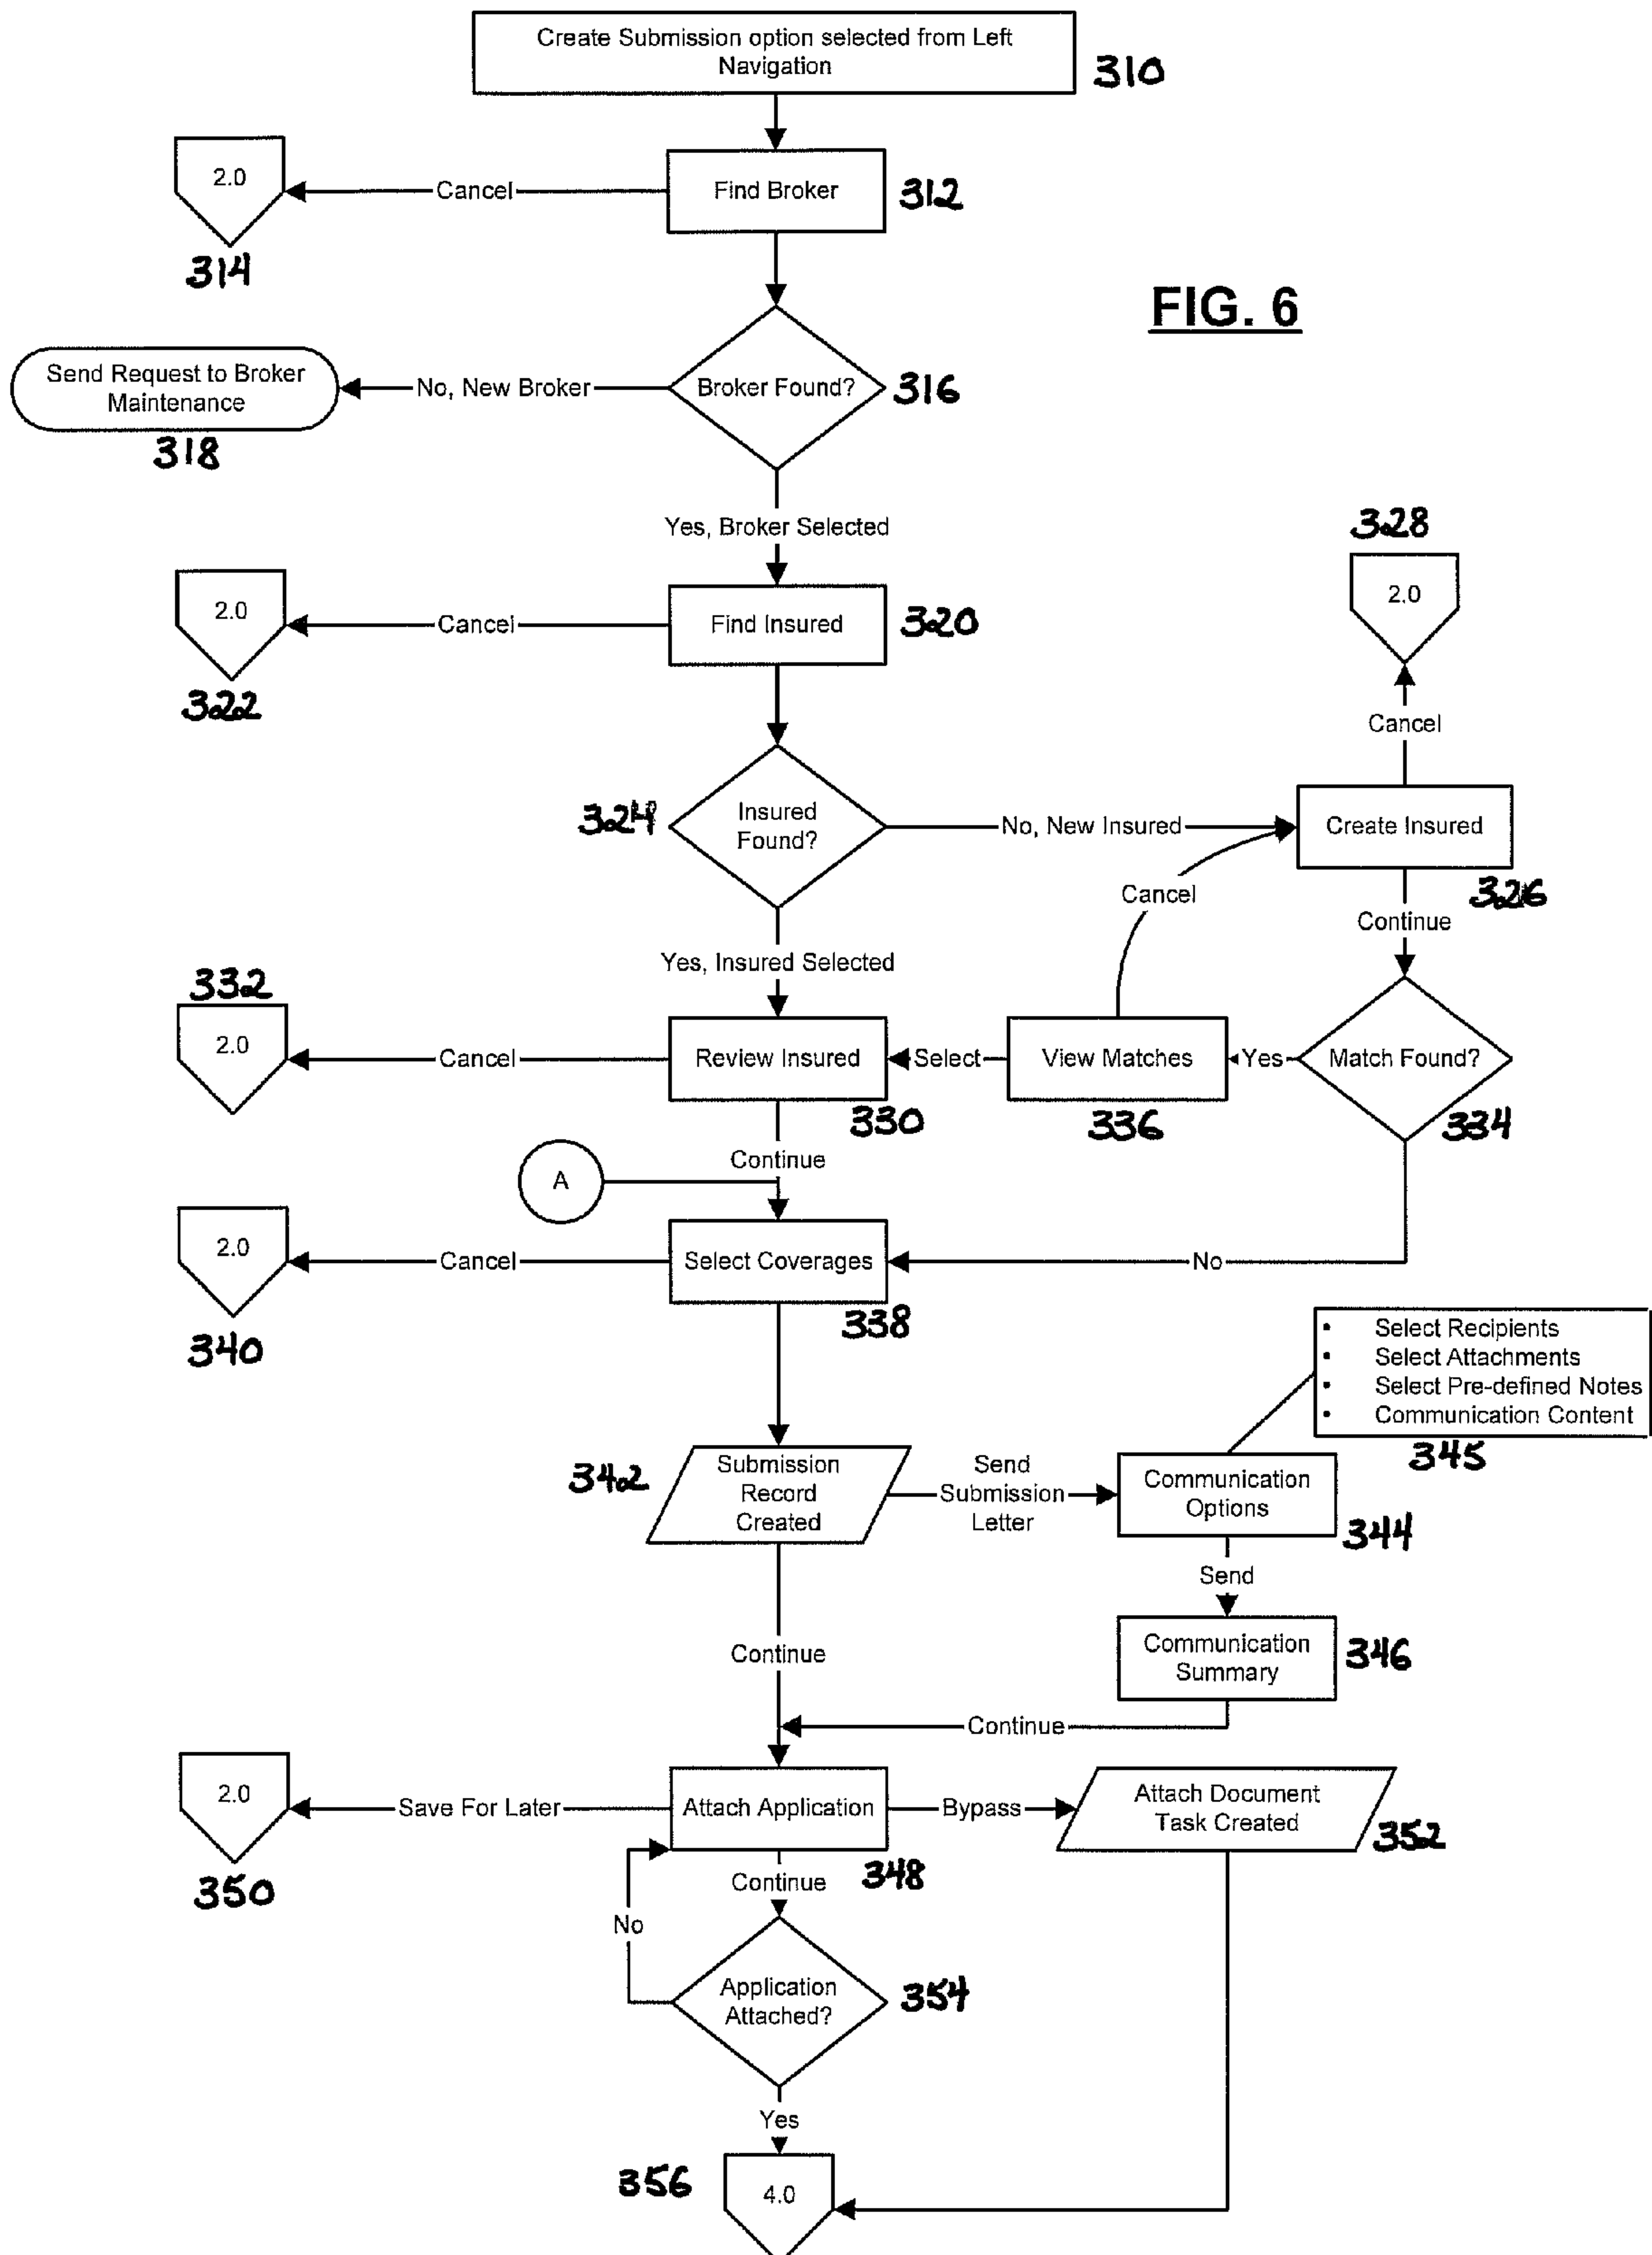 Create Submission option selected from Left
Navigation
310
2.0
Cancel
Find Broker
312
314
FIG. 6
Send Request to Broker
Maintenance
No, New Broker
Broker Found?
316
318
Yes, Broker Selected
328
2.0
2.0
Cancel
Find Insured
320
322
Cancel
324
Insured
Found?
No, New Insured
Create Insured
326
Cancel
Continue
Yes, Insured Selected
332
2.0
Cancel
Review Insured
Select
View Matches
Yes
Match Found?
330
336
334
Continue
A
2.0
Cancel
Select Coverages
No
338
340
• Select Recipients
• Select Attachments
• Select Pre-defined Notes
• Communication Content
345
342
Submission
Record
Created
Send
Submission
Letter
Communication
Options
344
Send
Continue
Communication
Summary
346
Continue
2.0
Save For Later
Attach Application
Bypass
Attach Document
Task Created
352
350
348
Continue
No
Application
Attached?
354
Yes
356
4.0